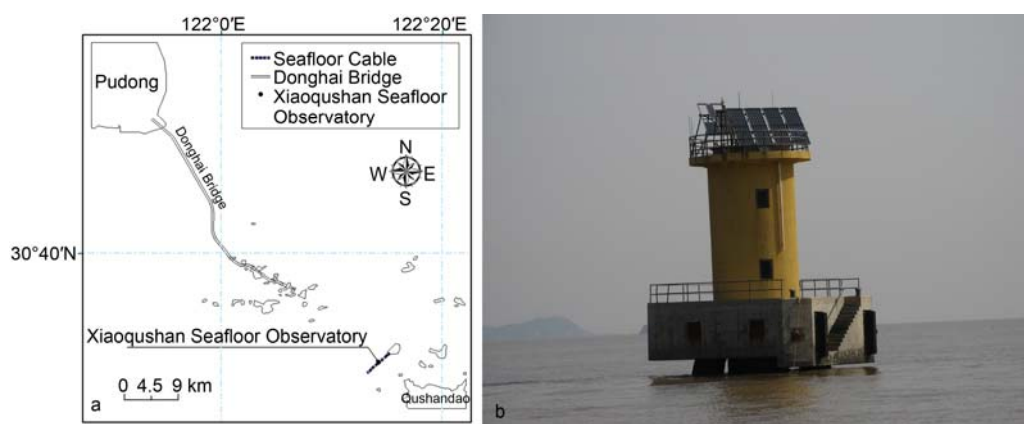 122°0′E
122°20′E
Seafloor Cable
Donghai Bridge
Xiaoqushan Seafloor
Observatory
Pudong
Donghai Bridge
N
W E
S
30°40′N
Xiaoqushan Seafloor Observatory
0 4.5 9 km
Qushandao
a
b